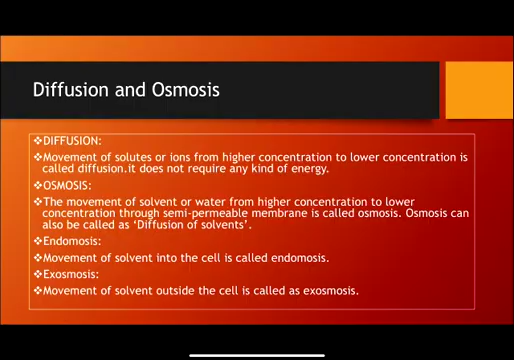 Diffusion and Osmosis
❖DIFFUSION:
❖Movement of solutes or ions from higher concentration to lower concentration is
called diffusion.it does not require any kind of energy.
❖OSMOSIS:
❖The movement of solvent or water from higher concentration to lower
concentration through semi-permeable membrane is called osmosis. Osmosis can
also be called as ‘Diffusion of solvents’.
❖Endomosis:
❖Movement of solvent into the cell is called endomosis.
❖Exosmosis:
❖Movement of solvent outside the cell is called as exosmosis.